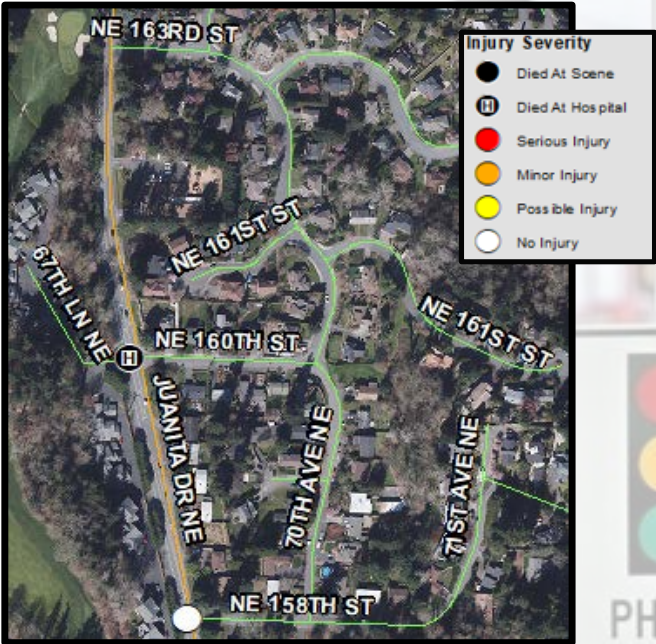 NE 163RD ST
Injury Severity
Died At Scene
H Died At Hospital
Serious Injury
Minor Injury
Possible Injury
No Injury
NE 161ST ST
67TH LN NE
NE 161ST ST
NE 160TH ST
H
JUANITA DR NE
70TH AVE NE
71ST AVE NE
NE 158TH ST
PH